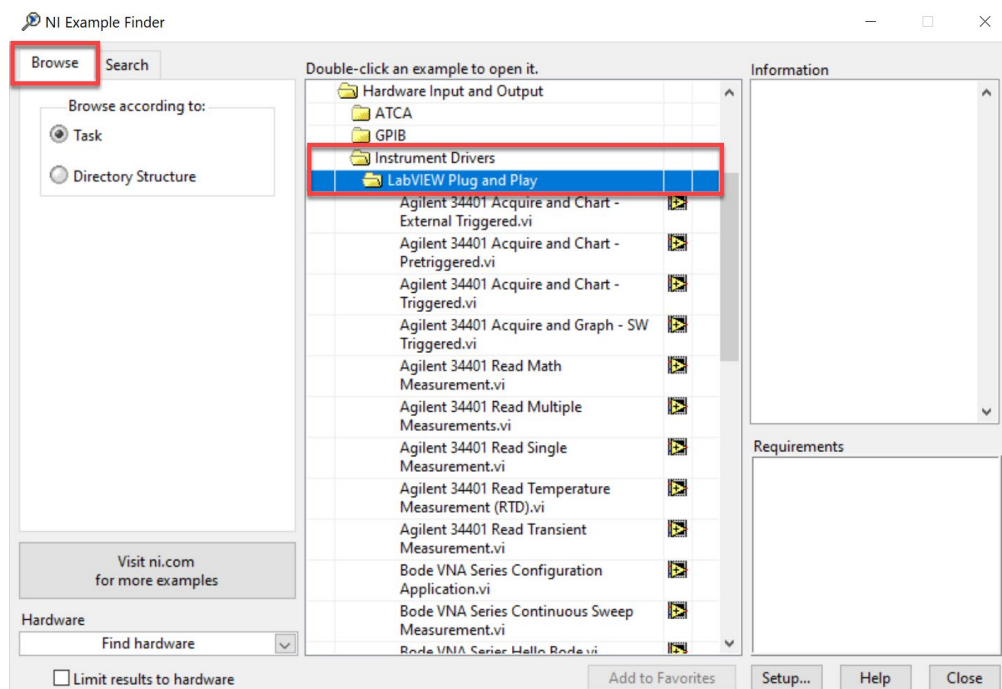 NI Example Finder
Browse
Search
Browse according to:
Task
Directory Structure
Visit ni.com
for more examples
Hardware
Find hardware
Limit results to hardware
Double-click an example to open it.
Hardware Input and Output
ATCA
GPIB
Instrument Drivers
LabVIEW Plug and Play
Agilent 34401 Acquire and Chart -
External Triggered.vi
Agilent 34401 Acquire and Chart -
Pretriggered.vi
Agilent 34401 Acquire and Chart -
Triggered.vi
Agilent 34401 Acquire and Graph - SW
Triggered.vi
Agilent 34401 Read Math
Measurement.vi
Agilent 34401 Read Multiple
Measurements.vi
Agilent 34401 Read Single
Measurement.vi
Agilent 34401 Read Temperature
Measurement (RTD).vi
Agilent 34401 Read Transient
Measurement.vi
Bode VNA Series Configuration
Application.vi
Bode VNA Series Continuous Sweep
Measurement.vi
Bode VNA Series Hello Bode.vi
Information
Requirements
Add to Favorites
Setup...
Help
Close